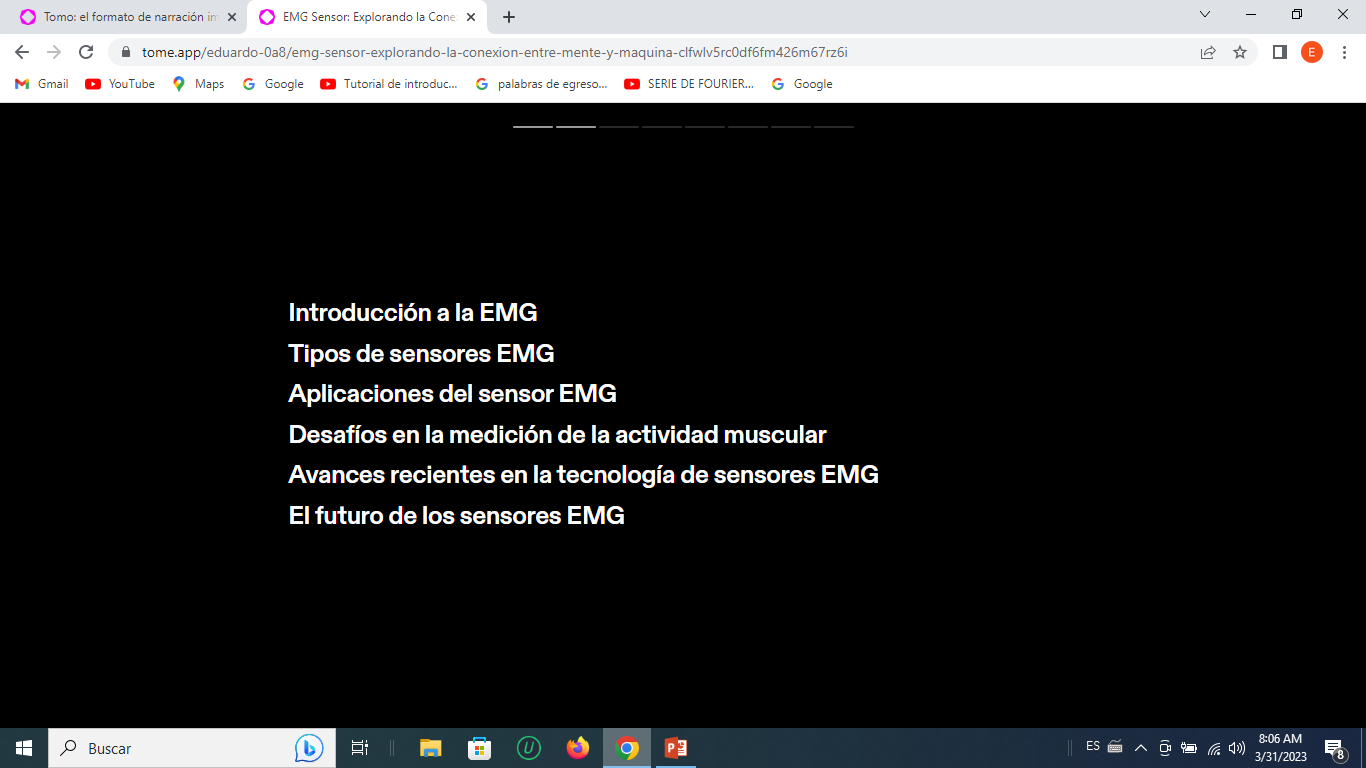 Tomo: el formato de narración im
EMG Sensor: Explorando la Cone
tome.app/eduardo-0a8/emg-sensor-explorando-la-conexion-entre-mente-y-maquina-clfwlv5rc0df6fm426m67rz6i
E
Gmail YouTube Maps Google Tutorial de introduc... palabras de egreso... SERIE DE FOURIER... Google
Introducción a la EMG
Tipos de sensores EMG
Aplicaciones del sensor EMG
Desafíos en la medición de la actividad muscular
Avances recientes en la tecnología de sensores EMG
El futuro de los sensores EMG
Buscar
ES
8:06 AM
3/31/2023
8